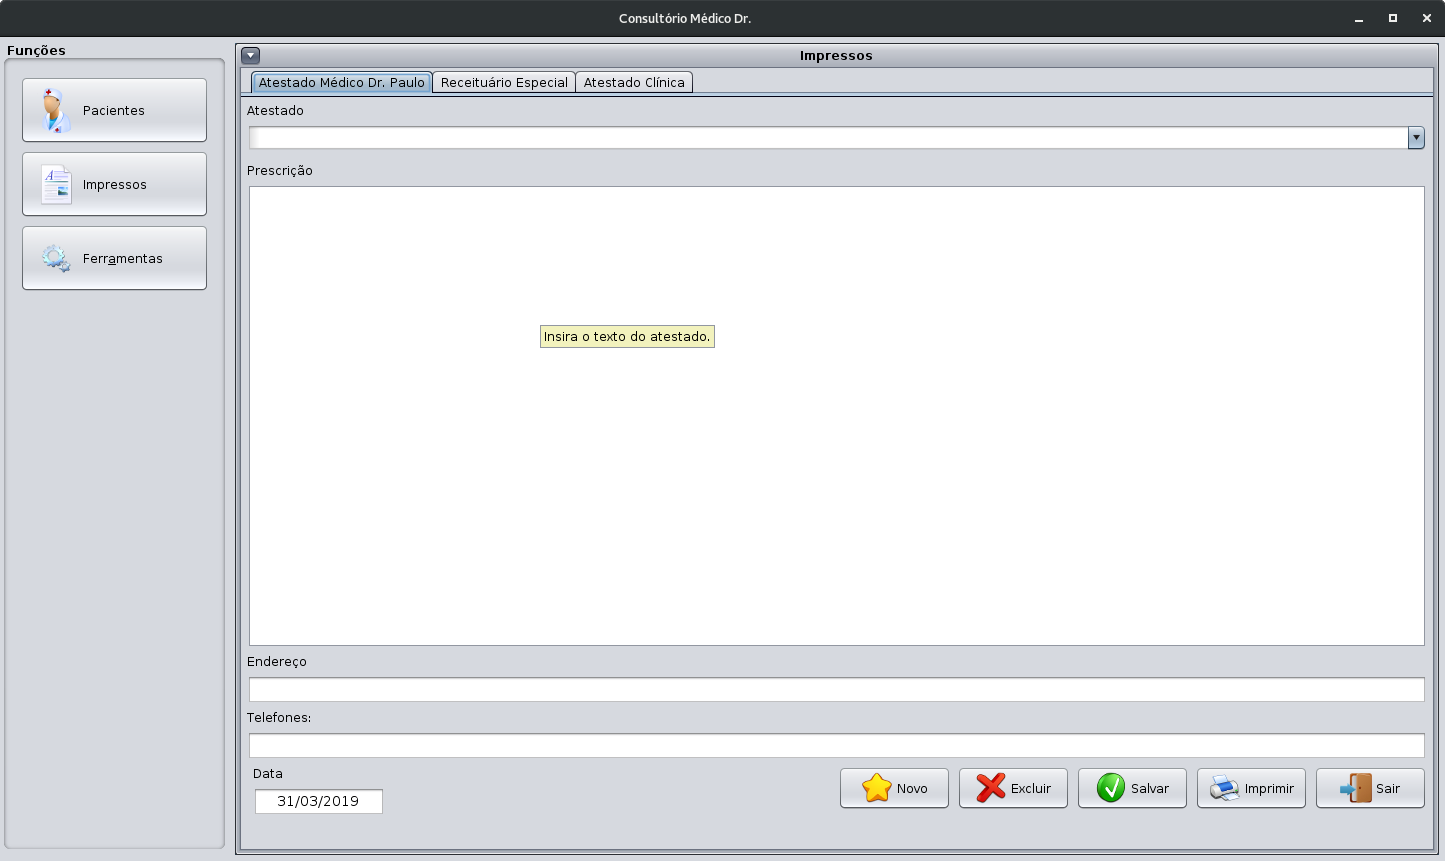 Consultório Médico Dr.
Funções
Pacientes
Impressos
Ferramentas
Impressos
Atestado Médico Dr. Paulo
Receituário Especial
Atestado Clínica
Atestado
Prescrição
Insira o texto do atestado.
Endereço
Telefones:
Data
31/03/2019
Novo
Excluir
Salvar
Imprimir
Sair